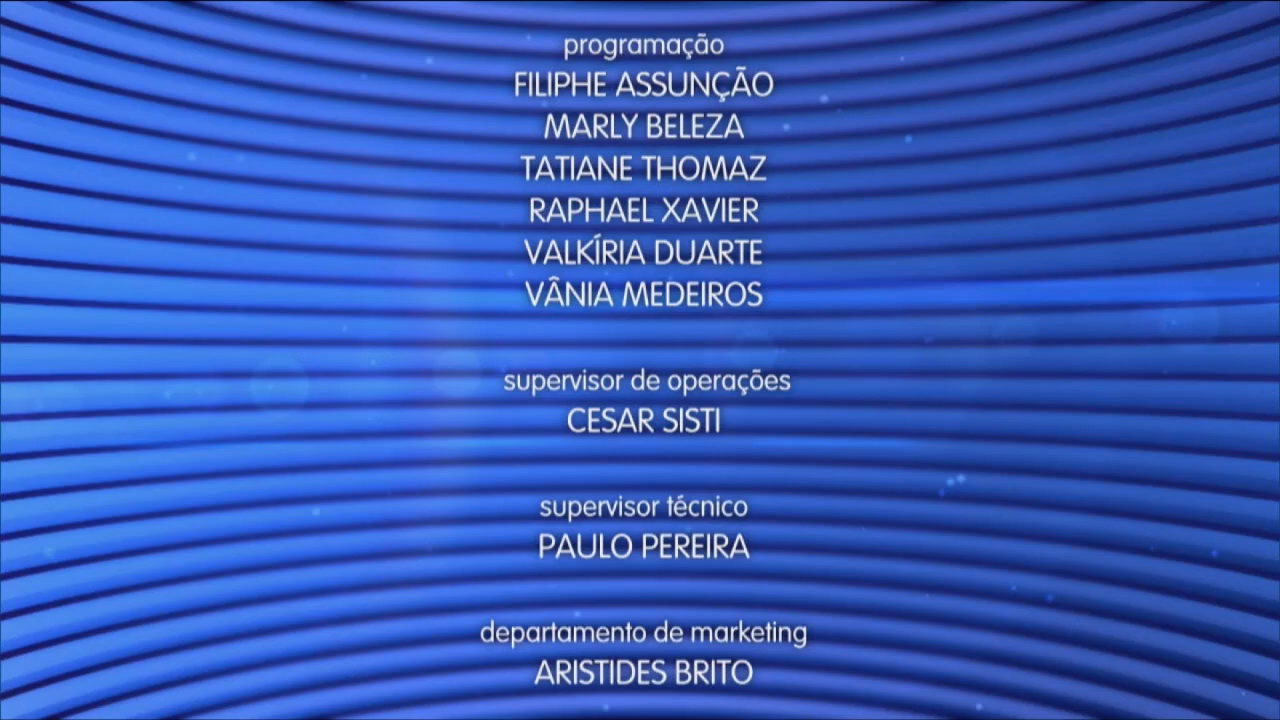 programação
FILIPHE ASSUNÇÃO
MARLY BELEZA
TATIANE THOMAZ
RAPHAEL XAVIER
VALKÍRIA DUARTE
VÂNIA MEDEIROS
supervisor de operações
CESAR SISTI
supervisor técnico
PAULO PEREIRA
departamento de marketing
ARISTIDES BRITO